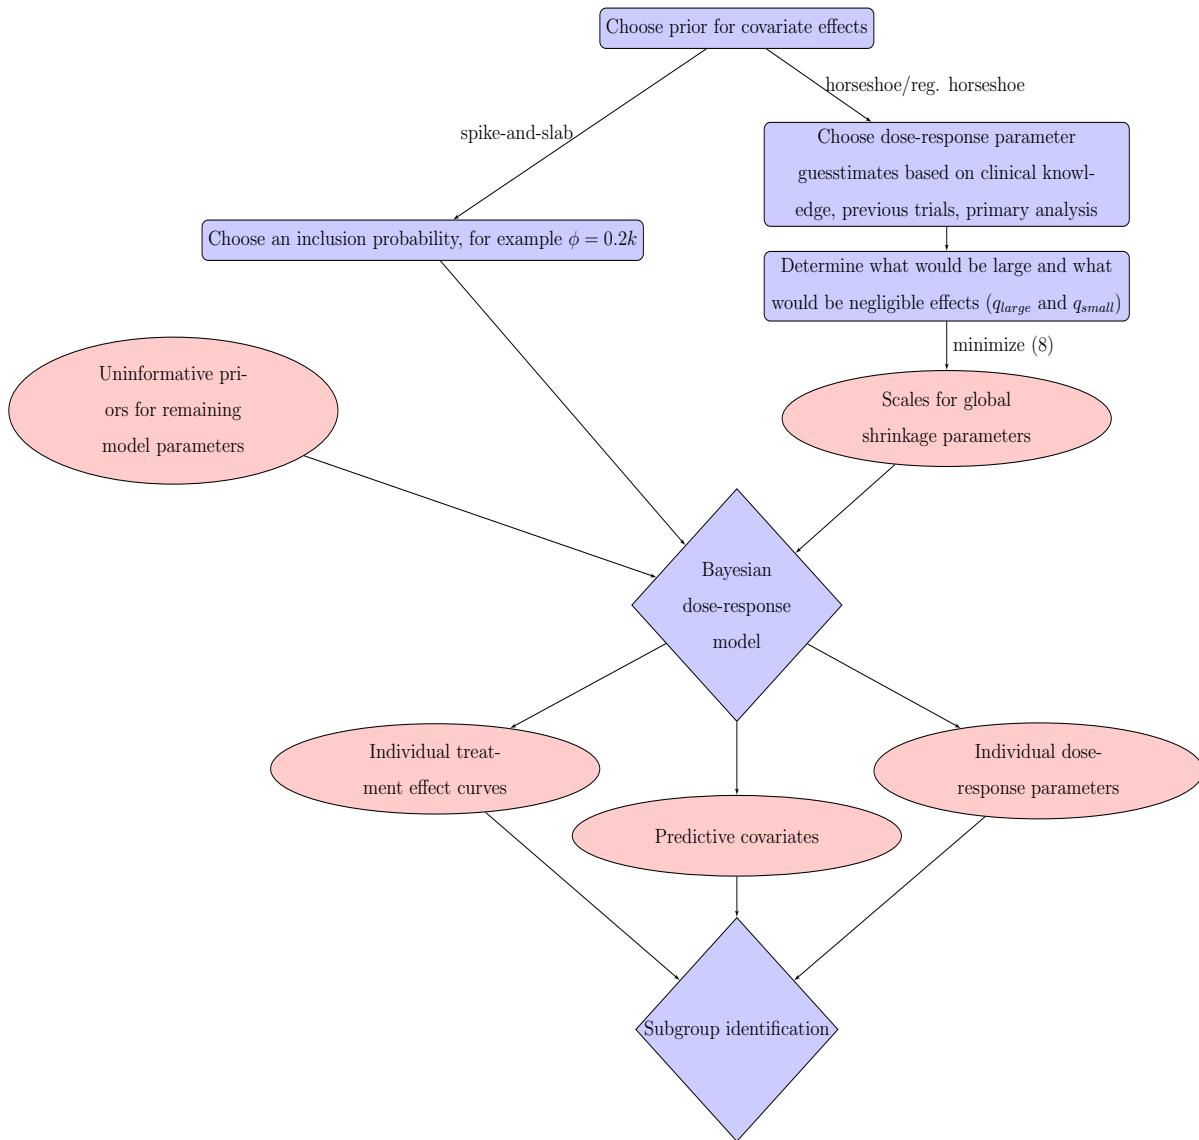 Choose prior for covariate effects
horseshoe/reg. horseshoe
spike-and-slab
Choose dose-response parameter
guesstimates based on clinical knowl-
edge, previous trials, primary analysis
Choose an inclusion probability, for example ϕ = 0.2k
Determine what would be large and what
would be negligible effects (q_large and q_small)
minimize (8)
Uninformative pri-
ors for remaining
model parameters
Scales for global
shrinkage parameters
Bayesian
dose-response
model
Individual treat-
ment effect curves
Individual dose-
response parameters
Predictive covariates
Subgroup identification